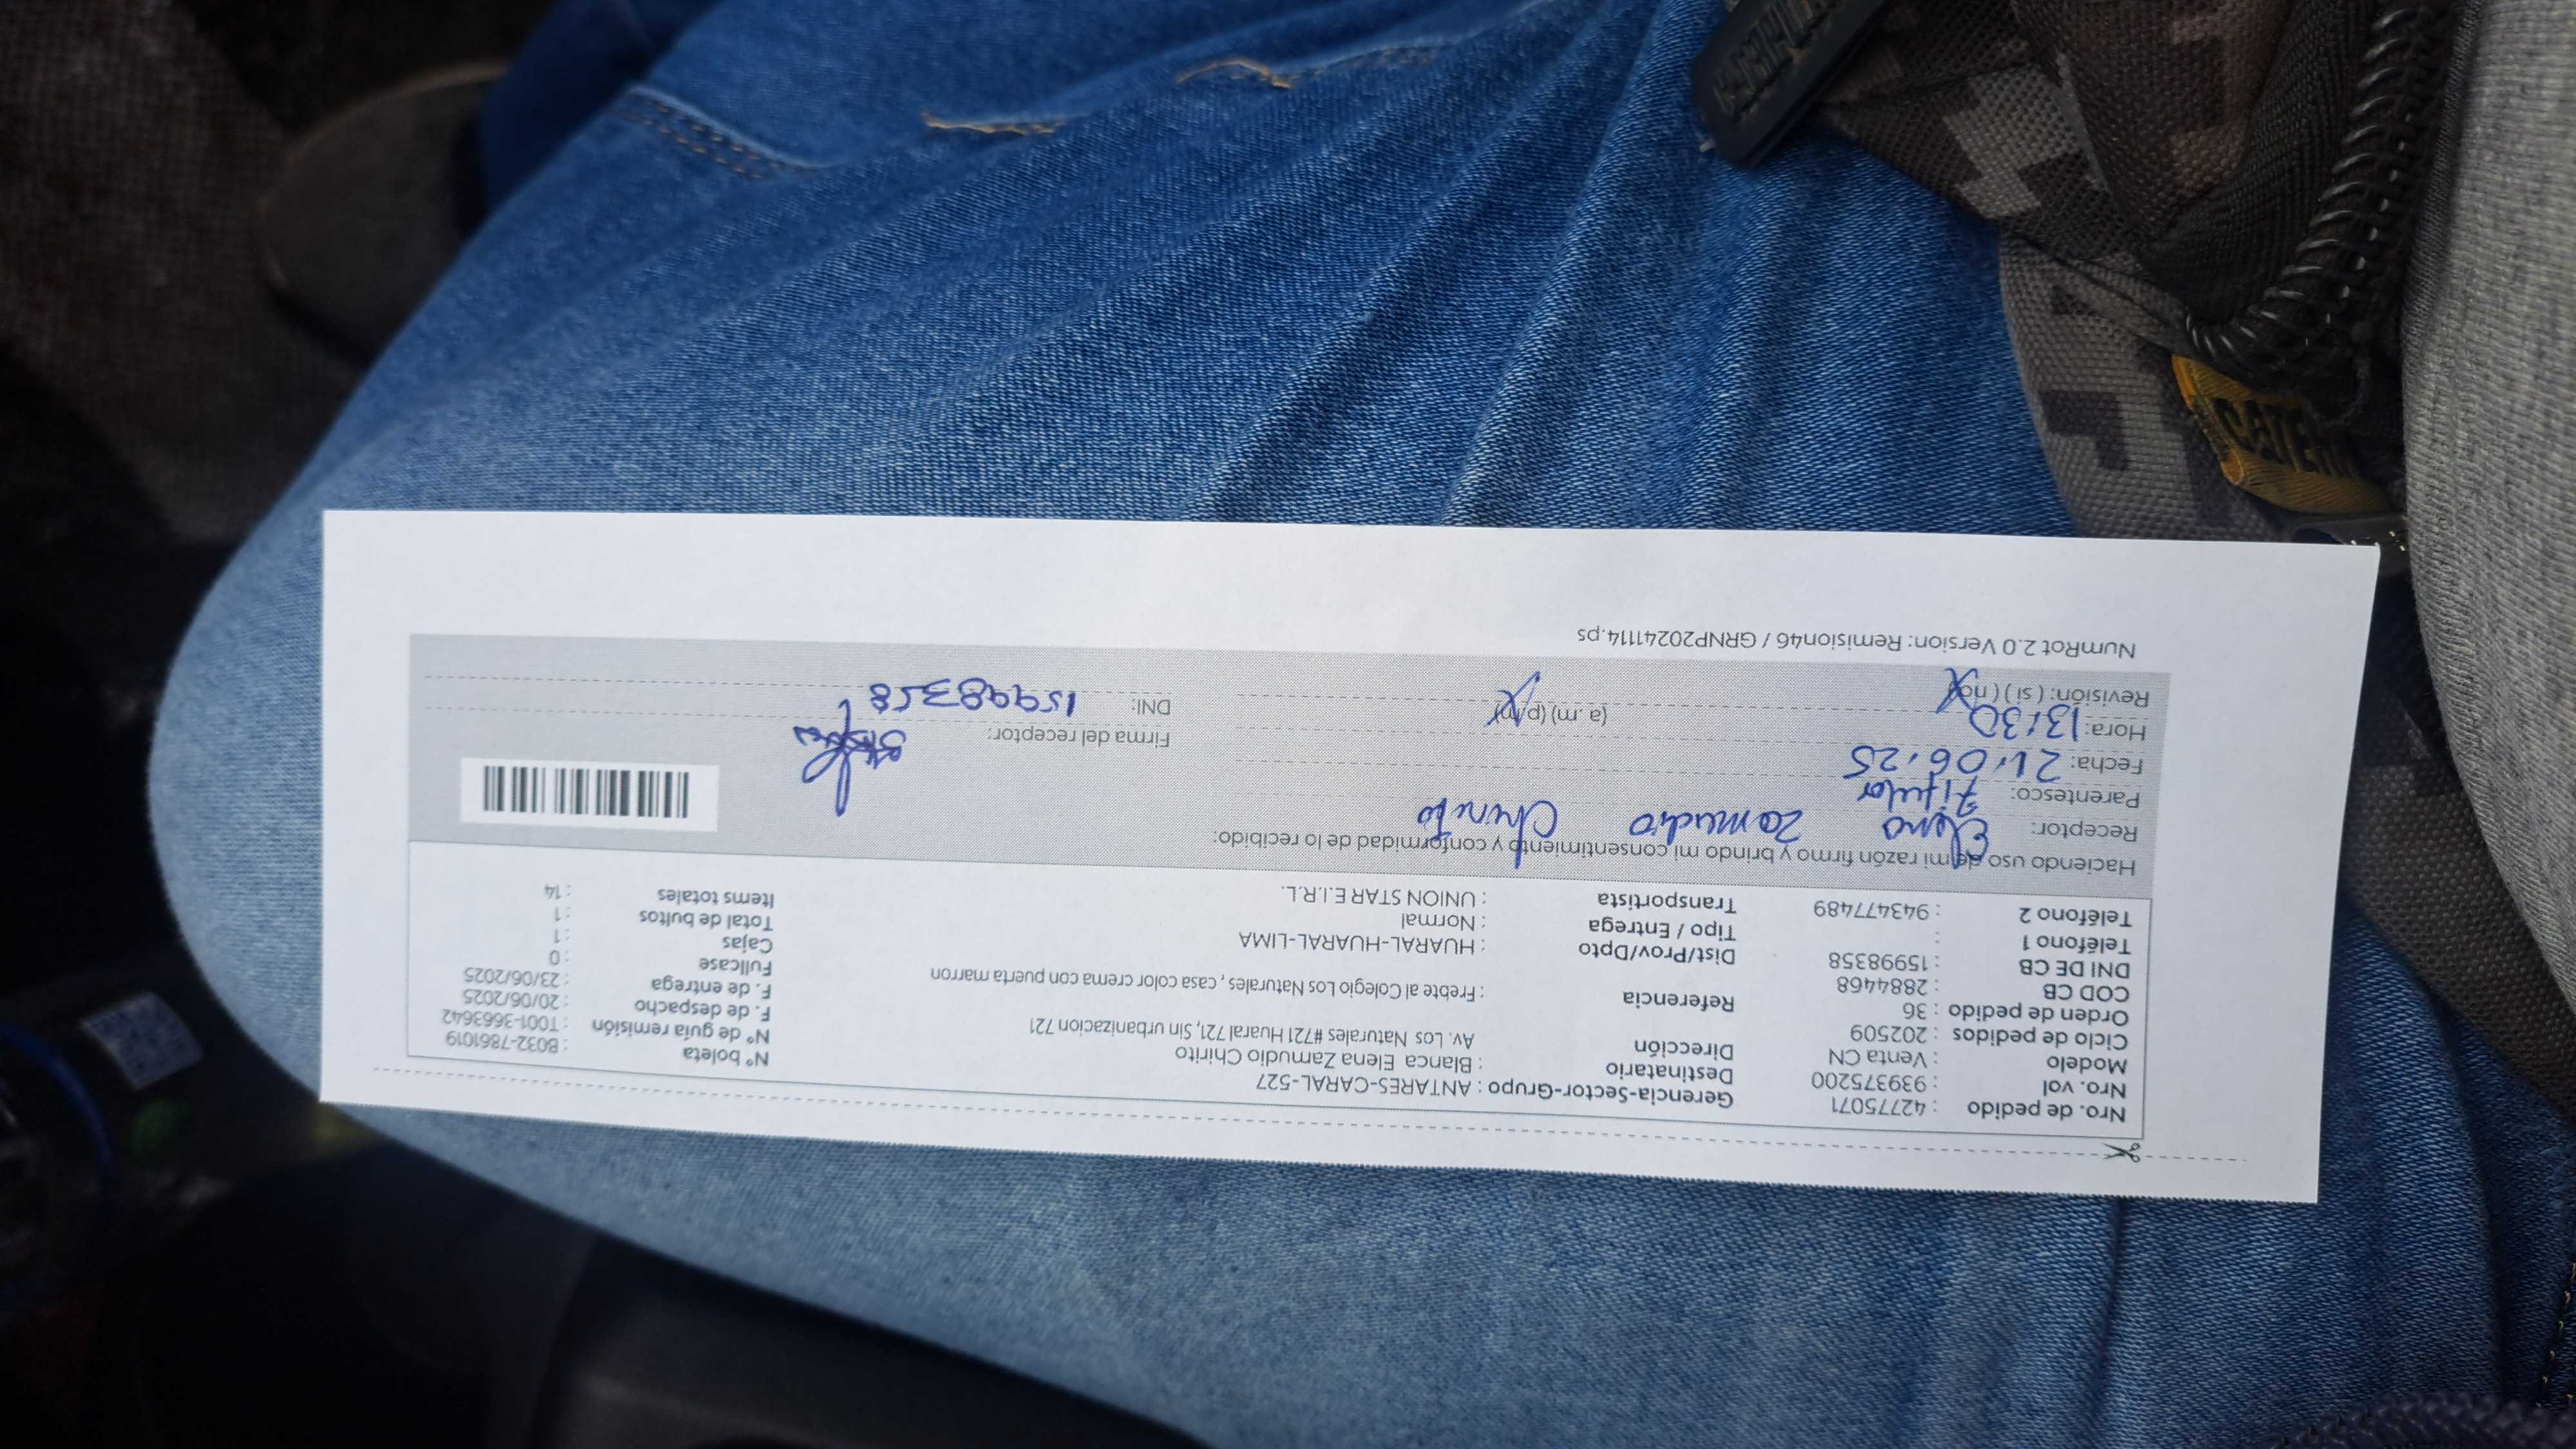 Nro. de pedido : 42775071
Nro. vol : 939375200
Modelo : Venta CN
Ciclo de pedidos : 202509
Orden de pedido : 36
COD CB : 2884468
DNI DE CB : 15998358
Teléfono 1 :
Teléfono 2 : 943477489
Gerencia-Sector-Grupo : ANTARES-CARAL-527
Destinatario : Blanca Elena Zamudio Chirito
Dirección Av. Los Naturales #721 Huaral 721, Sin urbanizacion 721
Referencia : Frebte al Colegio Los Naturales, casa color crema con puerta marron
Dist/Prov/Dpto : HUARAL-HUARAL-LIMA
Tipo / Entrega : Normal
Transportista : UNION STAR E.I.R.L.
N° boleta : B032-7861019
N° de guía remisión : T001-3663642
F. de despacho : 20/06/2025
F. de entrega : 23/06/2025
Fullcase : 0
Cajas : 1
Total de bultos : 1
Items totales : 14
Haciendo uso de mi razón firmo y brindo mi consentimiento y conformidad de lo recibido:
Receptor: Elena Zamudio Chirito
Parentesco: Titular
Fecha: 21.06.25
Hora: 13:30 (a.m) (p/m)
Revisión: ( si ) ( no )
Firma del receptor:
DNI: 15998358
NumRot 2.0 Version: Remision46 / GRNP20241114.ps